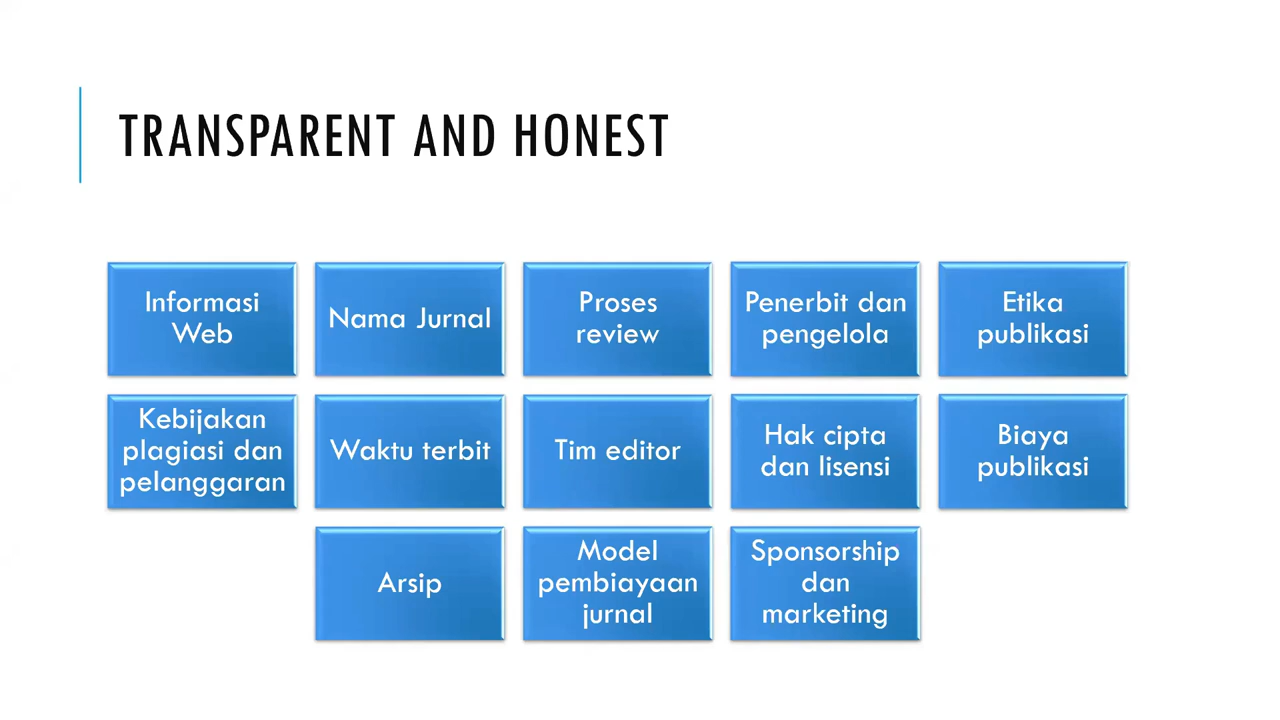 TRANSPARENT AND HONEST
Informasi
Web
Nama Jurnal
Proses
review
Penerbit dan
pengelola
Etika
publikasi
Kebijakan
plagiasi dan
pelanggaran
Waktu terbit
Tim editor
Hak cipta
dan lisensi
Biaya
publikasi
Arsip
Model
pembiayaan
jurnal
Sponsorship
dan
marketing